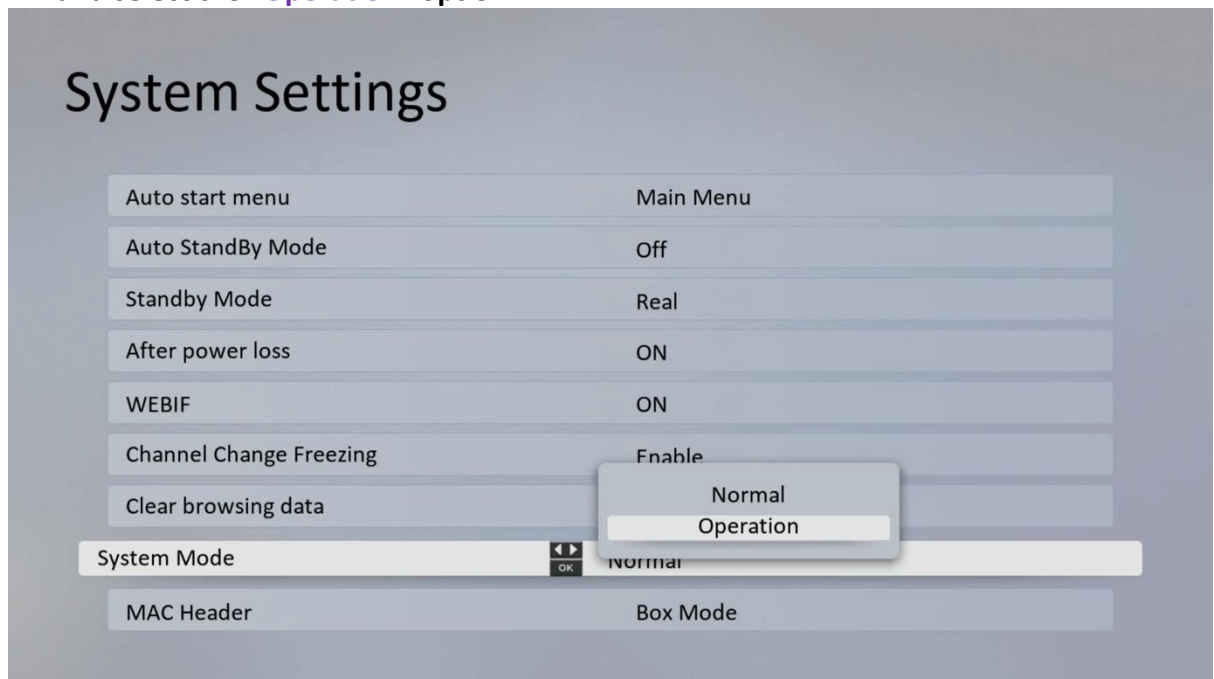 System Settings
Auto start menu Main Menu
Auto StandBy Mode Off
Standby Mode Real
After power loss ON
WEBIF ON
Channel Change Freezing Enable
Normal
Clear browsing data
Operation
System Mode OK Normal
MAC Header Box Mode